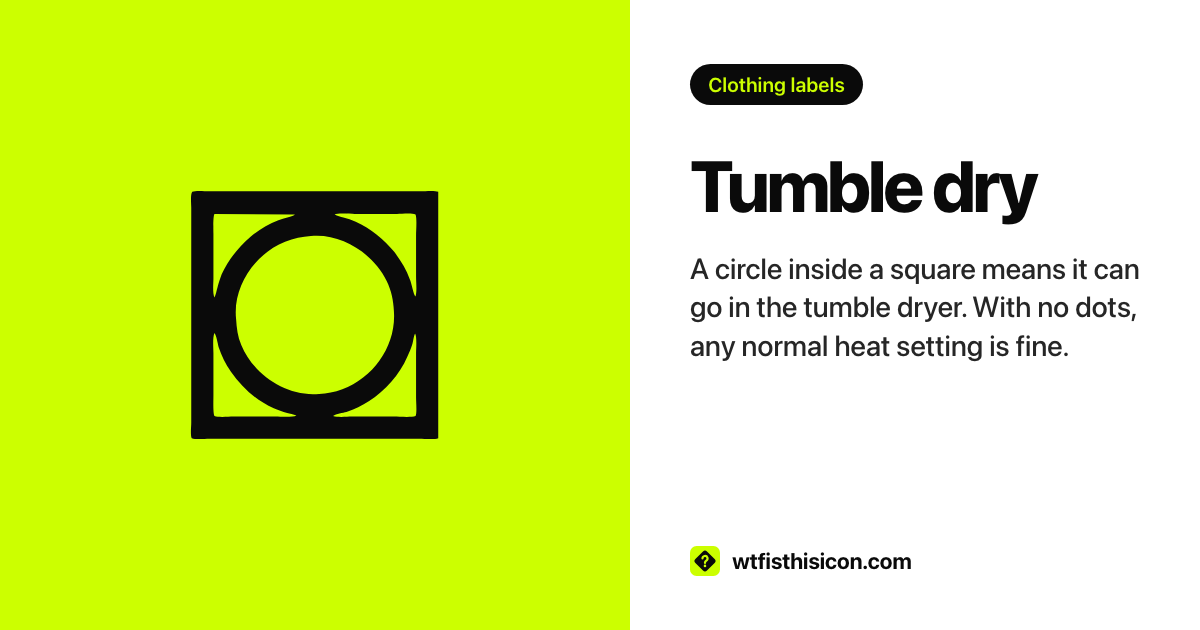 Clothing labels
Tumble dry
A circle inside a square means it can
go in the tumble dryer. With no dots,
any normal heat setting is fine.
?
wtfisthisicon.com